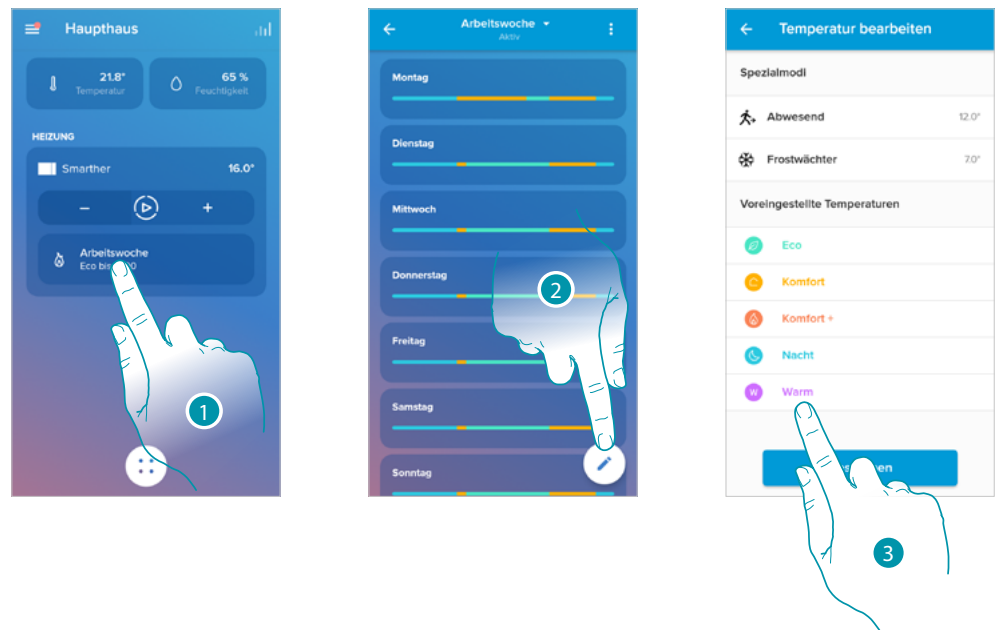 Haupthaus
21.8°
Temperatur
65 %
Feuchtigkeit
HEIZUNG
Smarther
16.0°
Arbeitswoche
Eco bis
1
Arbeitswoche
Aktiv
Montag
Dienstag
Mittwoch
Donnerstag
Freitag
Samstag
Sonntag
2
Temperatur bearbeiten
Spezialmodi
Abwesend
12.0°
Frostwächter
7.0°
Voreingestellte Temperaturen
Eco
C
Komfort
Komfort +
Nacht
W
Warm
3